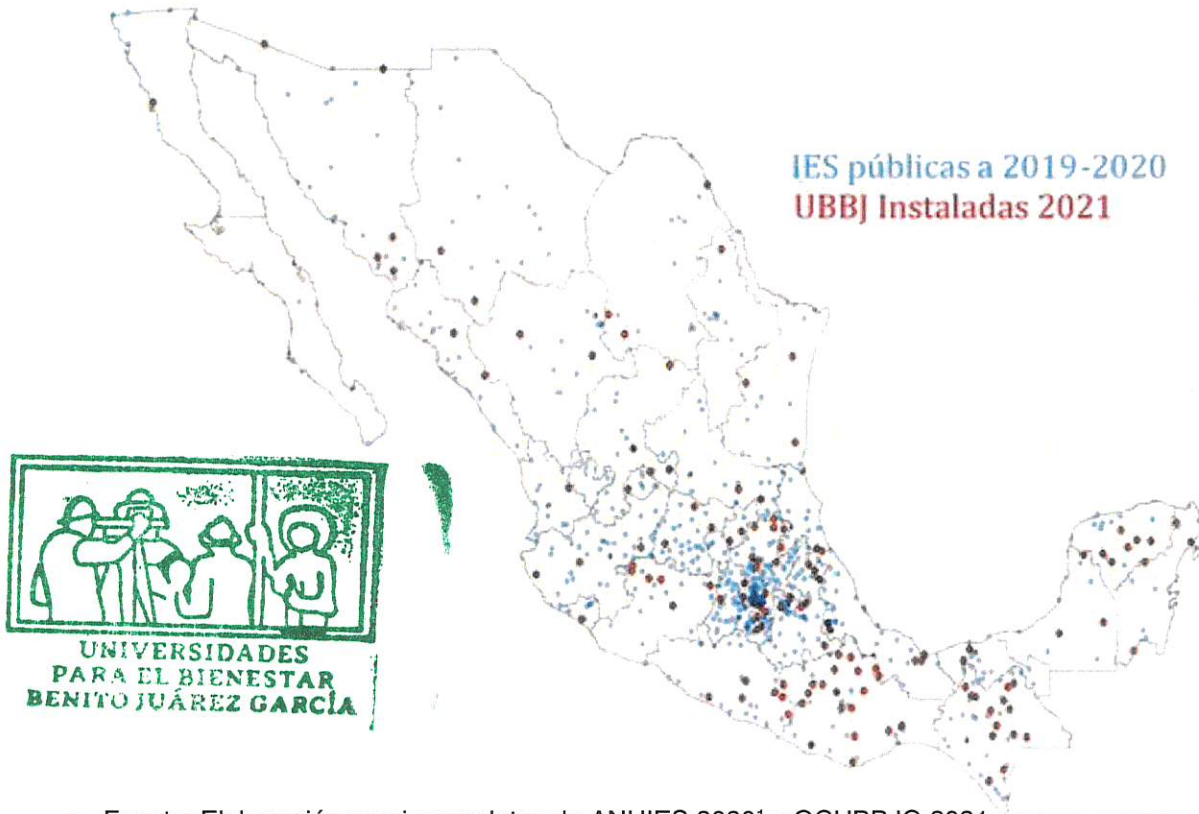 IES públicas a 2019-2020
UBBJ Instaladas 2021
UNIVERSIDADES
PARA EL BIENESTAR
BENITO JUÁREZ GARCÍA